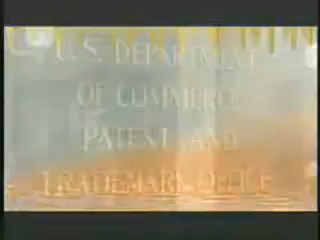 U.S. DEPARTMENT
OF COMMERCE
PATENT AND
TRADEMARK OFFICE